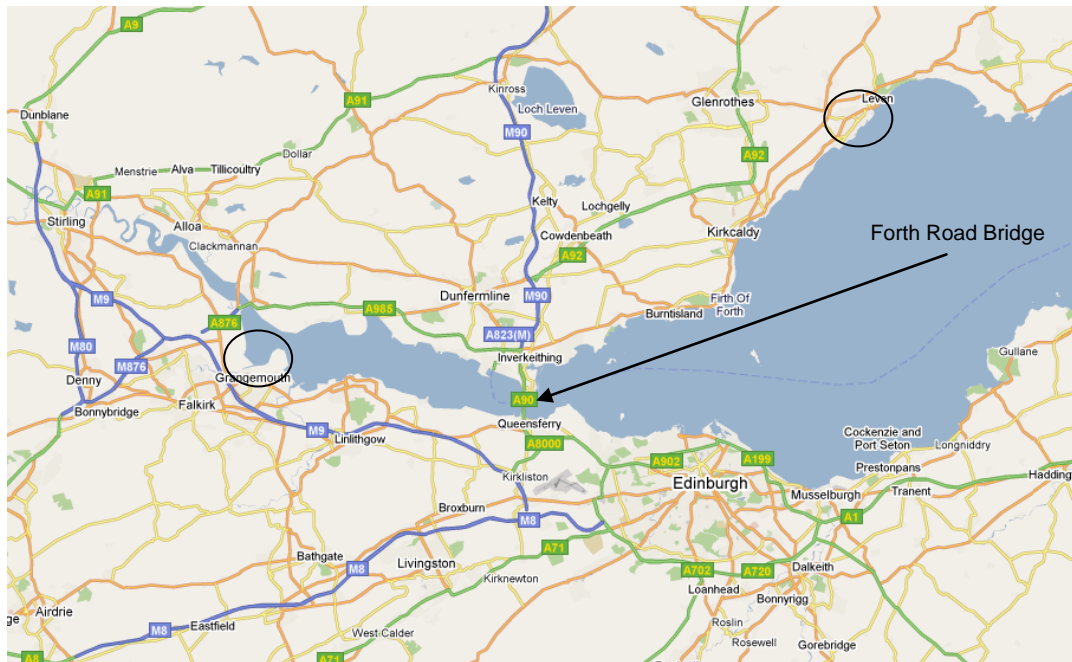 A9
Kinross
Loch Leven
A91
Glenrothes
Leven
Dunblane
M90
Dollar
Menstrie
Alva
Tillicoultry
A92
A91
Kelty
Lochgelly
Stirling
Alloa
Cowdenbeath
Kirkcaldy
Forth Road Bridge
Clackmannan
A92
M9
Dunfermline
M90
Firth Of
Forth
A985
Burntisland
A876
A823(M)
M80
Inverkeithing
Gullane
M876
Denny
Grangemouth
A90
Bonnybridge
Falkirk
Queensferry
M9
Linlithgow
A8000
Cockenzie and
Port Seton
Longniddry
A902
A199
Kirkliston
Prestonpans
Edinburgh
Hadding
Musselburgh
Tranent
Broxburn
M8
A1
A71
Bathgate
M8
Livingston
Kirknewton
A702
A720
Dalkeith
Loanhead
Bonnyrigg
Airdrie
ge
Eastfield
M8
West Calder
Roslin
Rosewell
Gorebridge
A8
A71